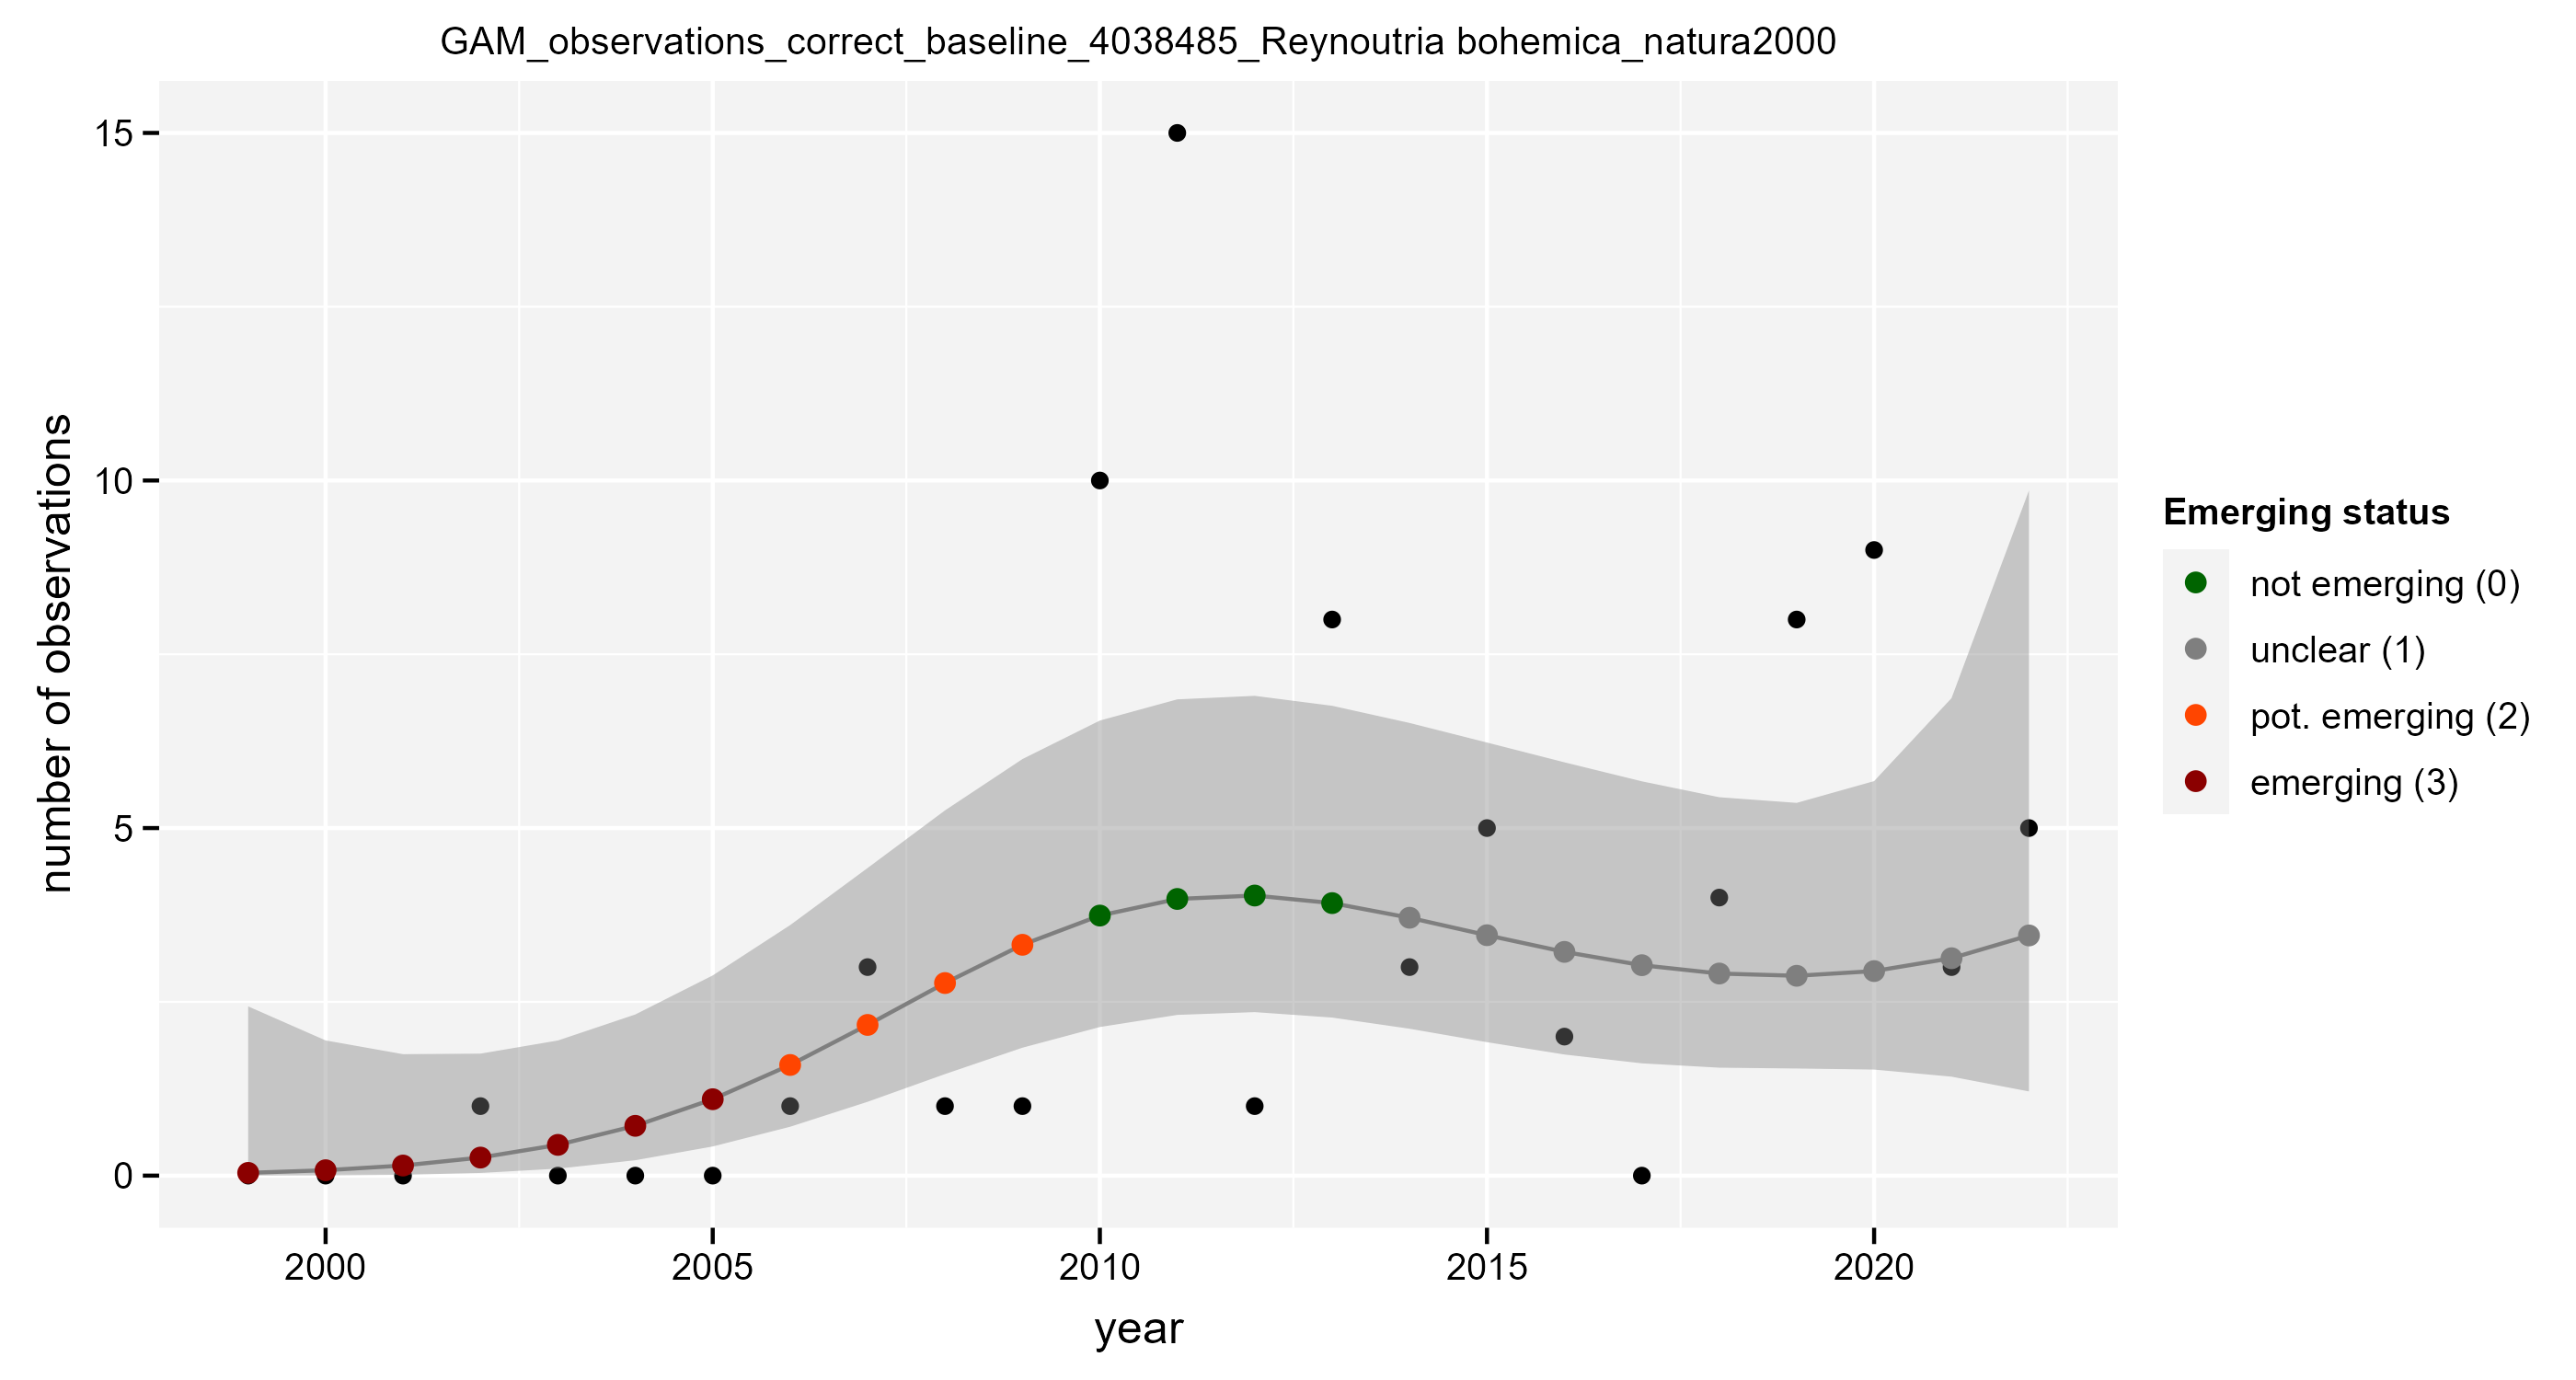 GAM_observations_correct_baseline_4038485_Reynoutria bohemica_natura2000
15
10
5
0
number of observations
2000
2005
2010
2015
2020
year
Emerging status
not emerging (0)
unclear (1)
pot. emerging (2)
emerging (3)